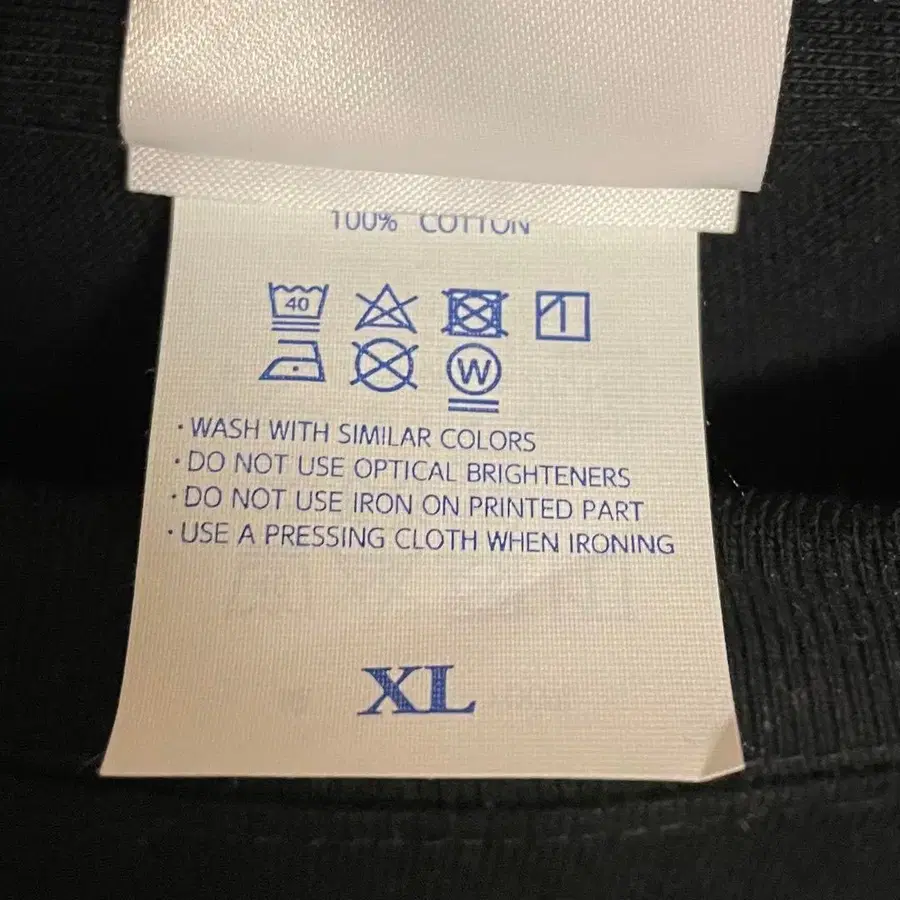 100% COTTON
40
W
· WASH WITH SIMILAR COLORS
· DO NOT USE OPTICAL BRIGHTENERS
· DO NOT USE IRON ON PRINTED PART
· USE A PRESSING CLOTH WHEN IRONING
XL